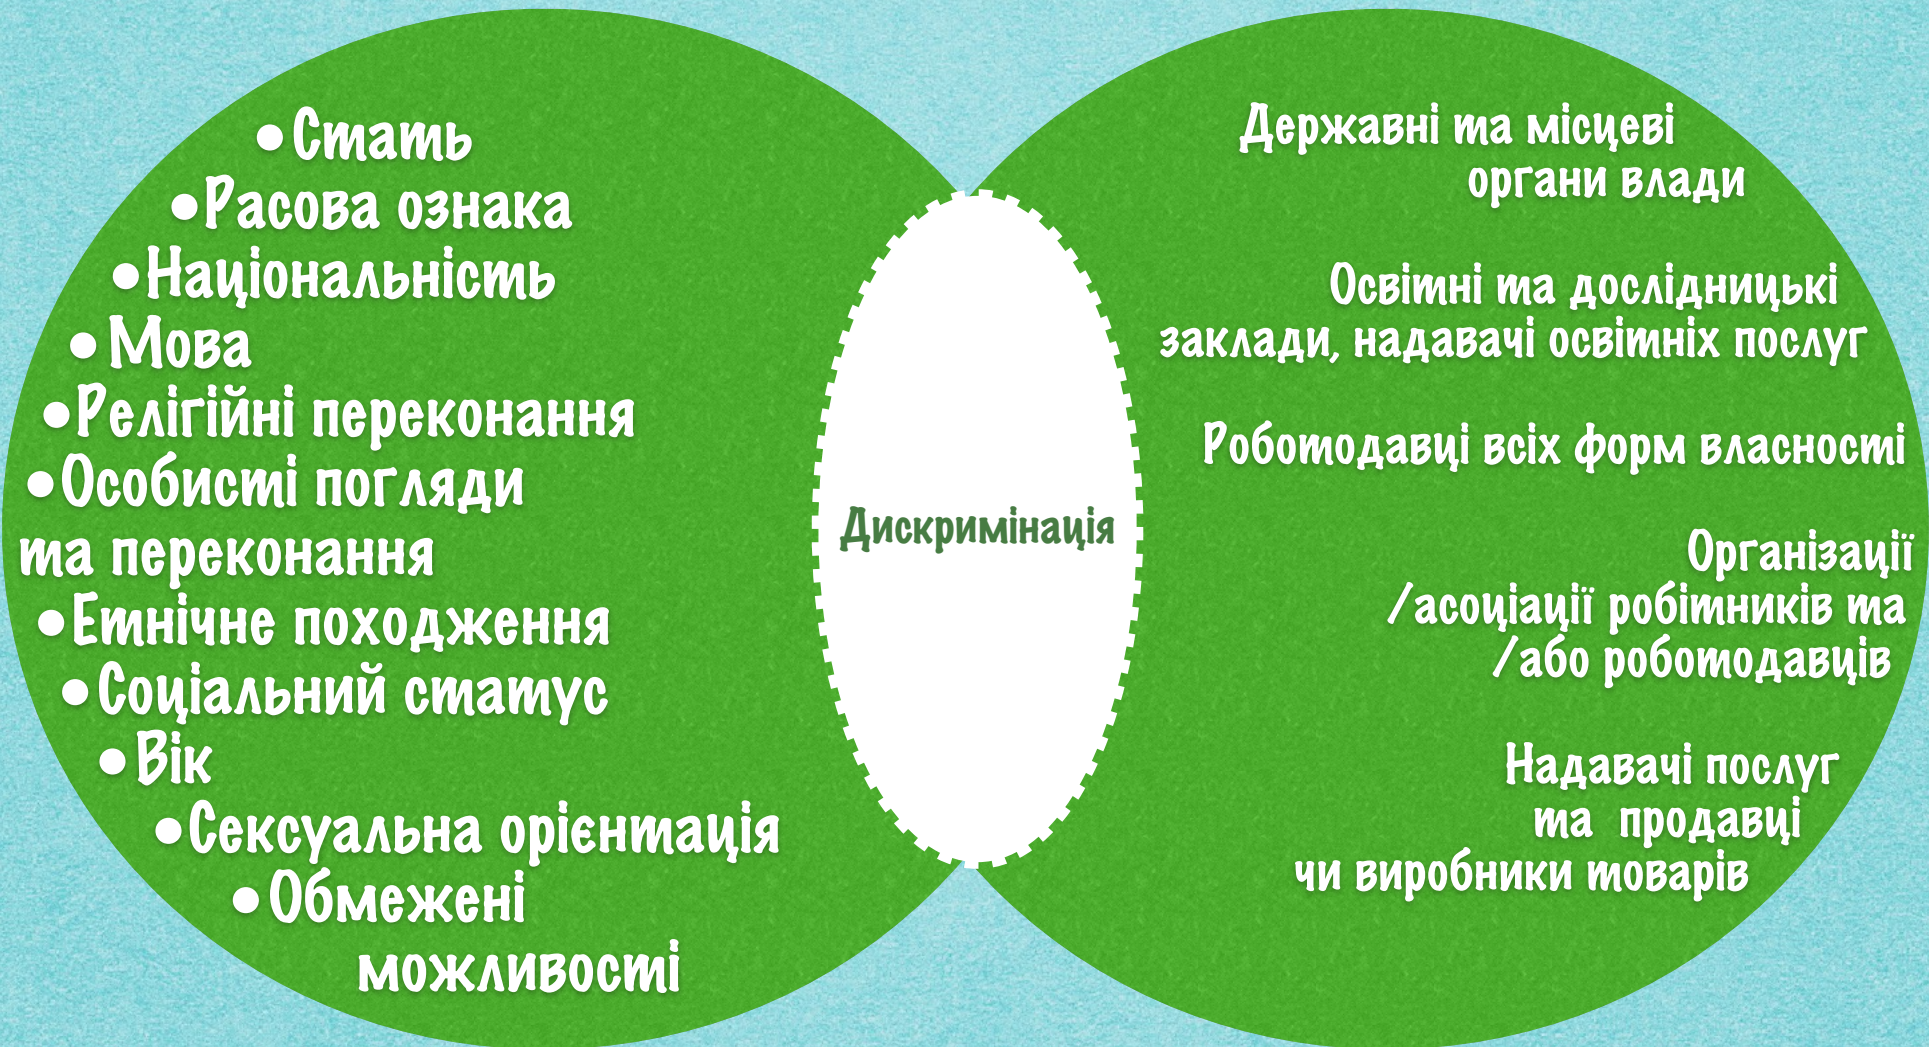 •Стать
•Расова ознака
•Національність
• Мова
•Релігійні переконання
•Особисті погляди
та переконання
•Етнічне походження
•Соціальний статус
•Вік
•Сексуальна орієнтація
•Обмежені
можливості
Дискримінація
Державні та місцеві
органи влади
Освітні та дослідницькі
заклади, надавачі освітніх послуг
Роботодавці всіх форм власності
Організації
/асоціації робітників та
/або роботодавців
Надавачі послуг
та продавці
чи виробники товарів